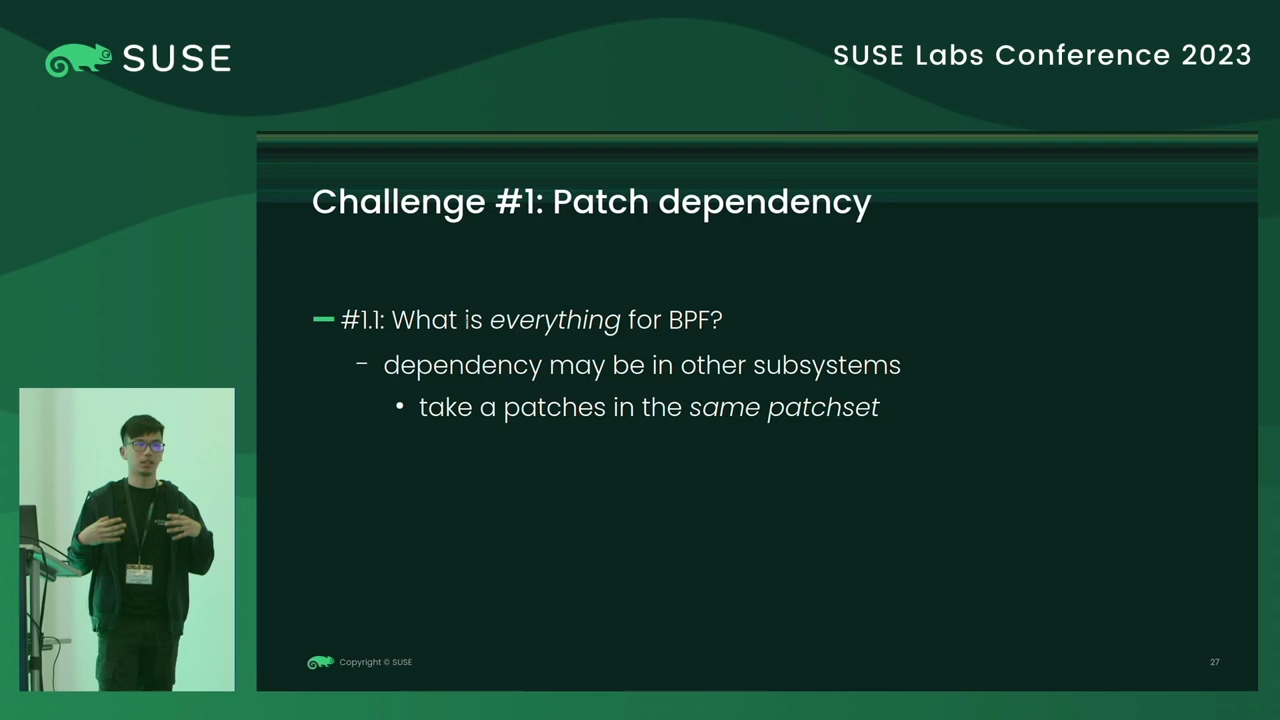 SUSE
SUSE Labs Conference 2023
Challenge #1: Patch dependency
#1.1: What is everything for BPF?
- dependency may be in other subsystems
• take a patches in the same patchset
Copyright © SUSE
27